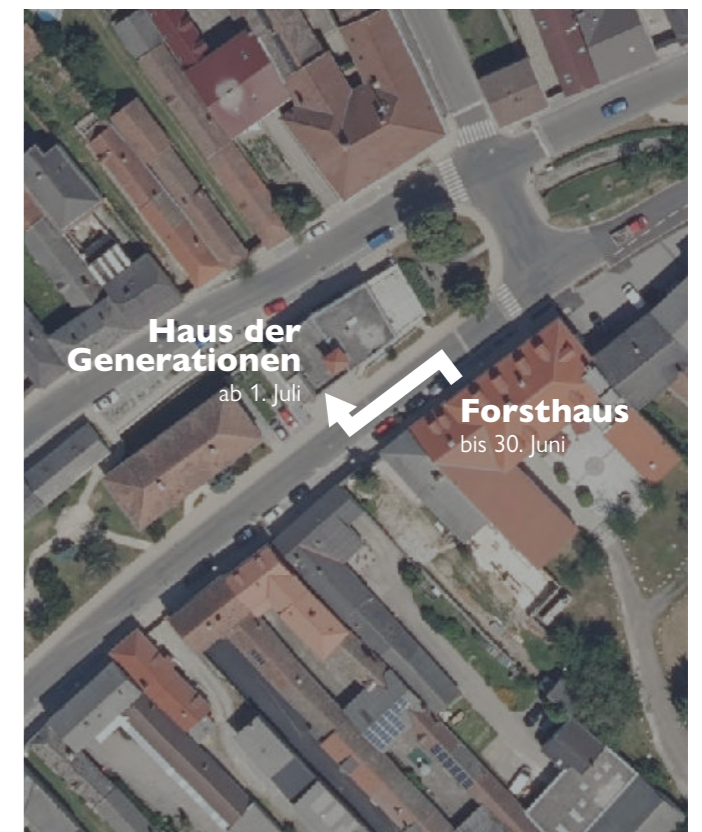 Haus der
Generationen
ab 1. Juli
Forsthaus
bis 30. Juni